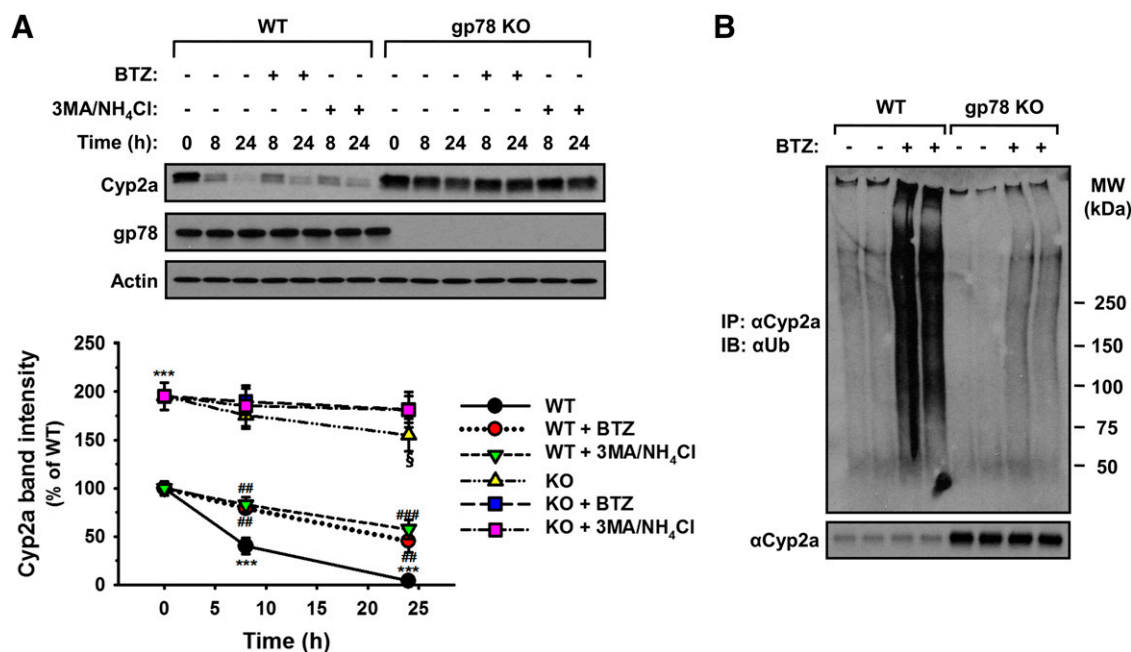 A
WT gp78 KO
BTZ: - - - + + - - - - - + + - -
3MA/NH₄Cl: - - - - - + + - - - - - + +
Time (h): 0 8 24 8 24 8 24 0 8 24 8 24 8 24
Cyp2a
gp78
Actin
Cyp2a band intensity
(% of WT)
250
200
150
100
50
0
***
##
##
***
§
###
##
***
0 5 10 15 20 25
Time (h)
WT
WT + BTZ
WT + 3MA/NH₄Cl
KO
KO + BTZ
KO + 3MA/NH₄Cl
B
WT gp78 KO
BTZ: - - + + - - + +
MW
(kDa)
IP: αCyp2a
IB: αUb
250
150
100
75
50
αCyp2a